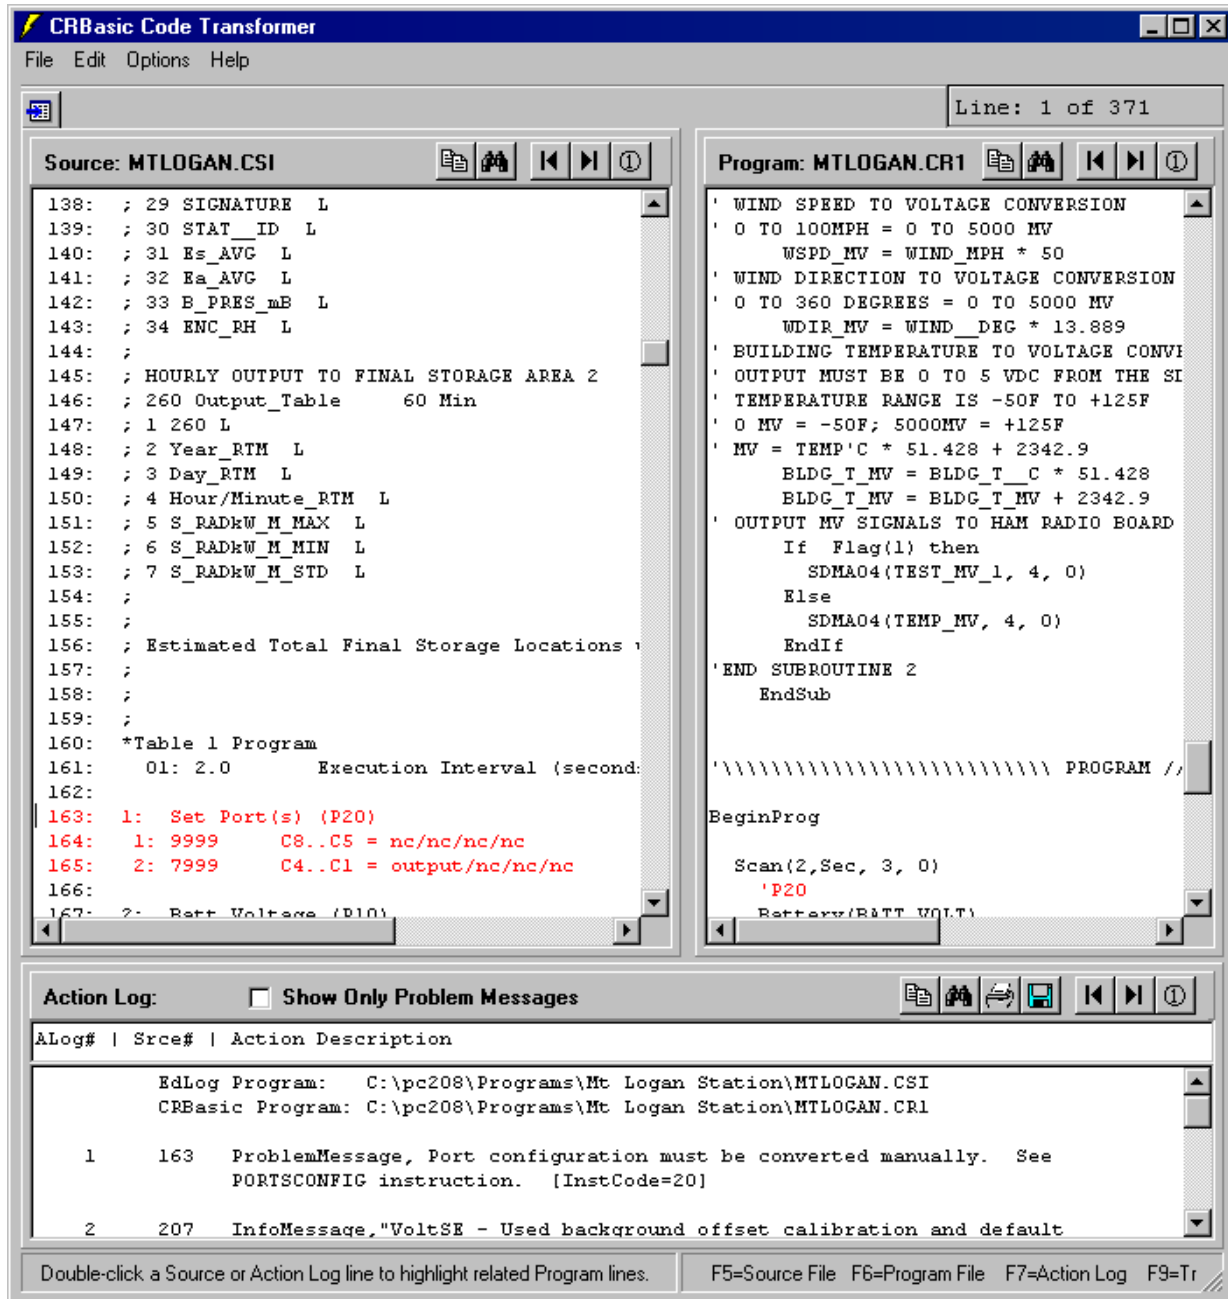 CRBasic Code Transformer
File Edit Options Help
Line: 1 of 371
Source: MTLOGAN.CSI
138: ; 29 SIGNATURE L
139: ; 30 STAT__ID L
140: ; 31 Es_AVG L
141: ; 32 Ea_AVG L
142: ; 33 B_PRES_mB L
143: ; 34 ENC_RH L
144: ;
145: ; HOURLY OUTPUT TO FINAL STORAGE AREA 2
146: ; 260 Output_Table 60 Min
147: ; 1 260 L
148: ; 2 Year_RTM L
149: ; 3 Day_RTM L
150: ; 4 Hour/Minute_RTM L
151: ; 5 S_RADkW_M_MAX L
152: ; 6 S_RADkW_M_MIN L
153: ; 7 S_RADkW_M_STD L
154: ;
155: ;
156: ; Estimated Total Final Storage Locations
157: ;
158: ;
159: ;
160: *Table 1 Program
161: 01: 2.0 Execution Interval (second
162:
163: 1: Set Port(s) (P20)
164: 1: 9999 C8..C5 = nc/nc/nc/nc
165: 2: 7999 C4..C1 = output/nc/nc/nc
166:
167: 2: Batt Voltage (P10)
Program: MTLOGAN.CR1
' WIND SPEED TO VOLTAGE CONVERSION
' 0 TO 100MPH = 0 TO 5000 MV
WSPD_MV = WIND_MPH * 50
' WIND DIRECTION TO VOLTAGE CONVERSION
' 0 TO 360 DEGREES = 0 TO 5000 MV
WDIR_MV = WIND__DEG * 13.889
' BUILDING TEMPERATURE TO VOLTAGE CONVE
' OUTPUT MUST BE 0 TO 5 VDC FROM THE
' TEMPERATURE RANGE IS -50F TO +125F
' 0 MV = -50F; 5000MV = +125F
' MV = TEMP'C * 51.428 + 2342.9
BLDG_T_MV = BLDG_T__C * 51.428
BLDG_T_MV = BLDG_T_MV + 2342.9
' OUTPUT MV SIGNALS TO HAM RADIO BOARD
If Flag(1) then
SDMAO4(TEST_MV_1, 4, 0)
Else
SDMAO4(TEMP_MV, 4, 0)
EndIf
'END SUBROUTINE 2
EndSub
'\\\\\\\\\\\\\\\\\\\\\\\\\\\ PROGRAM //
BeginProg
Scan(2,Sec, 3, 0)
'P20
Battery(BATT_VOLT)
Action Log: Show Only Problem Messages
ALog# | Srce# | Action Description
EdLog Program: C:\pc208\Programs\Mt Logan Station\MTLOGAN.CSI
CRBasic Program: C:\pc208\Programs\Mt Logan Station\MTLOGAN.CR1
1 163 ProblemMessage, Port configuration must be converted manually. See
PORTSCONFIG instruction. [InstCode=20]
2 207 InfoMessage,"VoltSE - Used background offset calibration and default
Double-click a Source or Action Log line to highlight related Program lines.
F5=Source File F6=Program File F7=Action Log F9=Tr